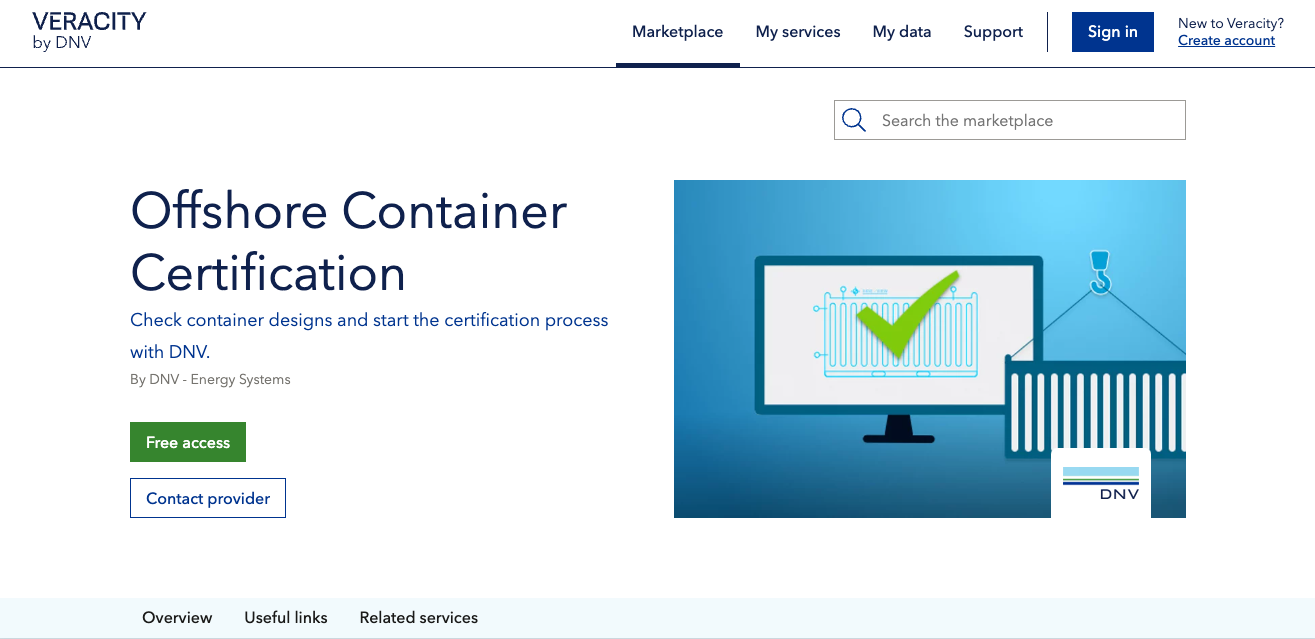 VERACITY
by DNV
Marketplace
My services
My data
Support
Sign in
New to Veracity?
Create account
Search the marketplace
Offshore Container
Certification
Check container designs and start the certification process
with DNV.
By DNV - Energy Systems
Free access
Contact provider
DNV
Overview
Useful links
Related services